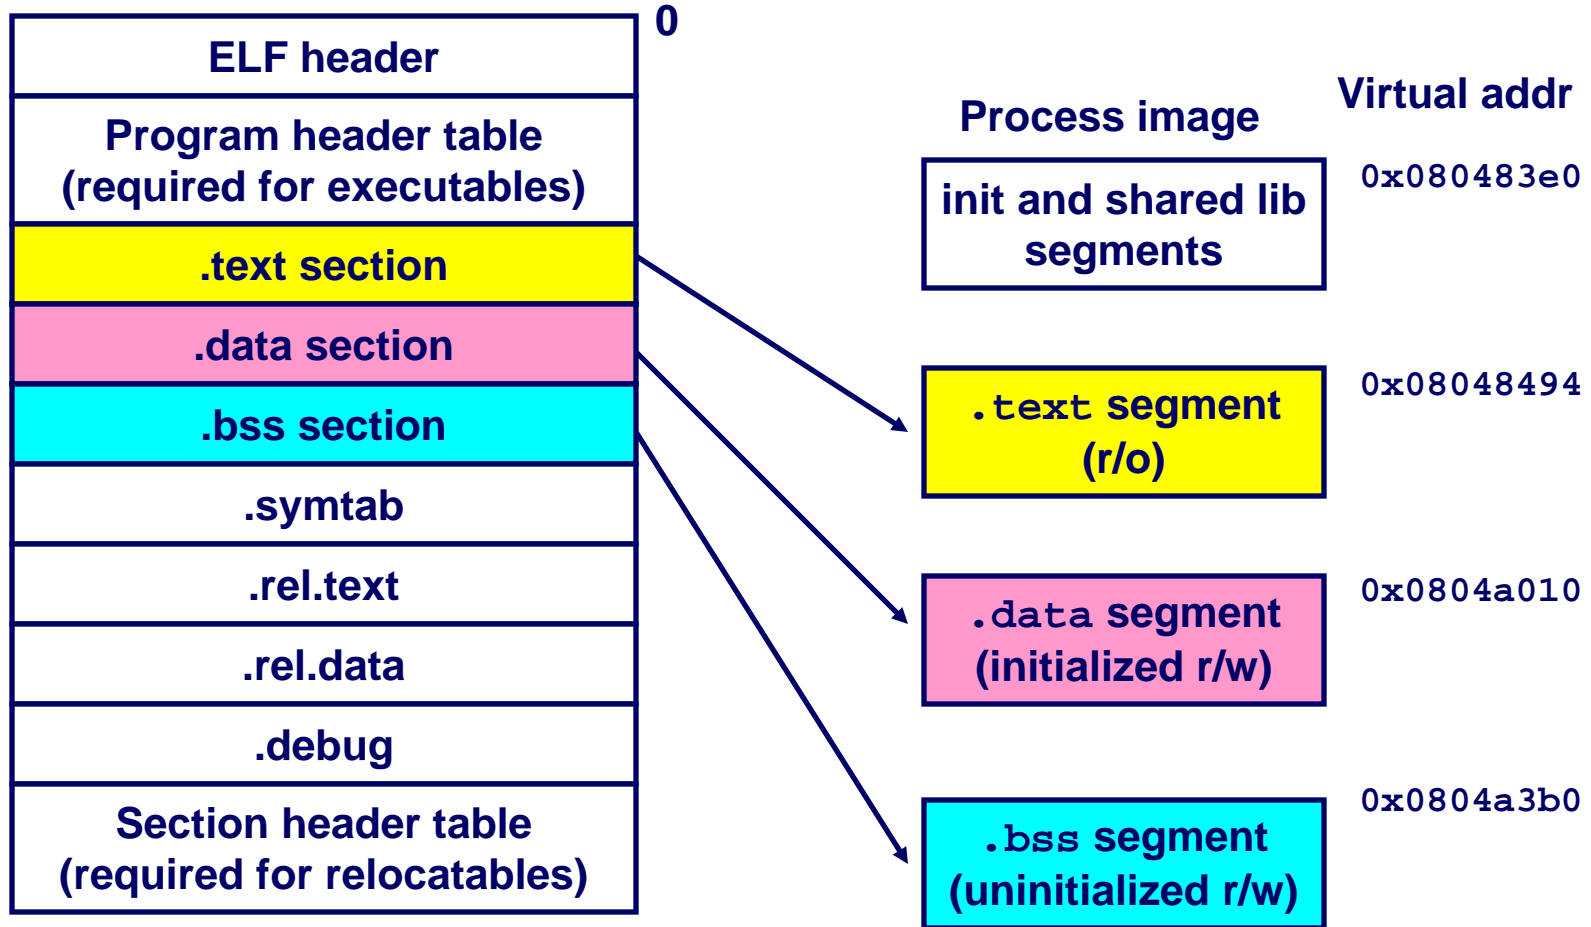 0
ELF header
Program header table
(required for executables)
.text section
.data section
.bss section
.symtab
.rel.text
.rel.data
.debug
Section header table
(required for relocatables)
Process image
Virtual addr
init and shared lib
segments
0x080483e0
.text segment
(r/o)
0x08048494
.data segment
(initialized r/w)
0x0804a010
.bss segment
(uninitialized r/w)
0x0804a3b0